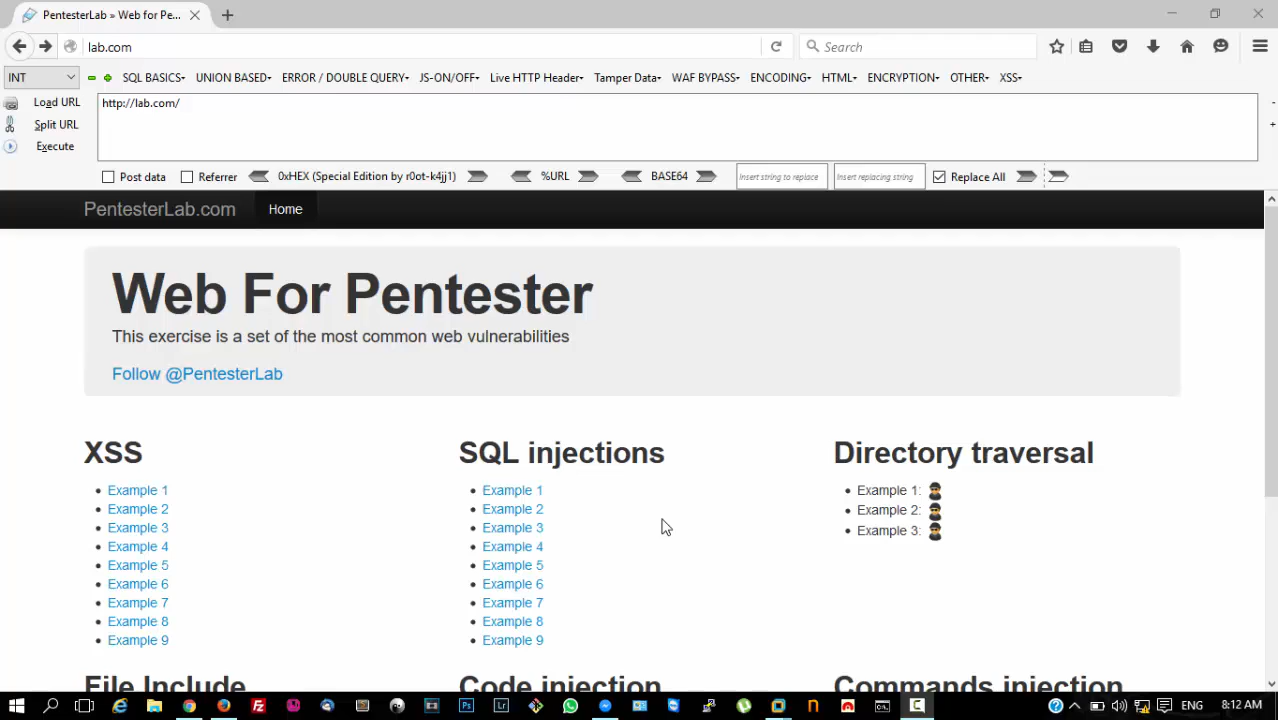 PentesterLab » Web for Pe...
lab.com
Search
INT
SQL BASICS
UNION BASED
ERROR / DOUBLE QUERY
JS-ON/OFF
Live HTTP Header
Tamper Data
WAF BYPASS
ENCODING
HTML
ENCRYPTION
OTHER
XSS
Load URL
http://lab.com/
Split URL
Execute
Post data
Referrer
0xHEX (Special Edition by r0ot-k4jj1)
%URL
BASE64
Insert string to replace
Insert replacing string
Replace All
PentesterLab.com
Home
Web For Pentester
This exercise is a set of the most common web vulnerabilities
Follow @PentesterLab
XSS
Example 1
Example 2
Example 3
Example 4
Example 5
Example 6
Example 7
Example 8
Example 9
SQL injections
Example 1
Example 2
Example 3
Example 4
Example 5
Example 6
Example 7
Example 8
Example 9
Directory traversal
Example 1:
Example 2:
Example 3:
File Include
Code injection
Commands injection
8:12 AM